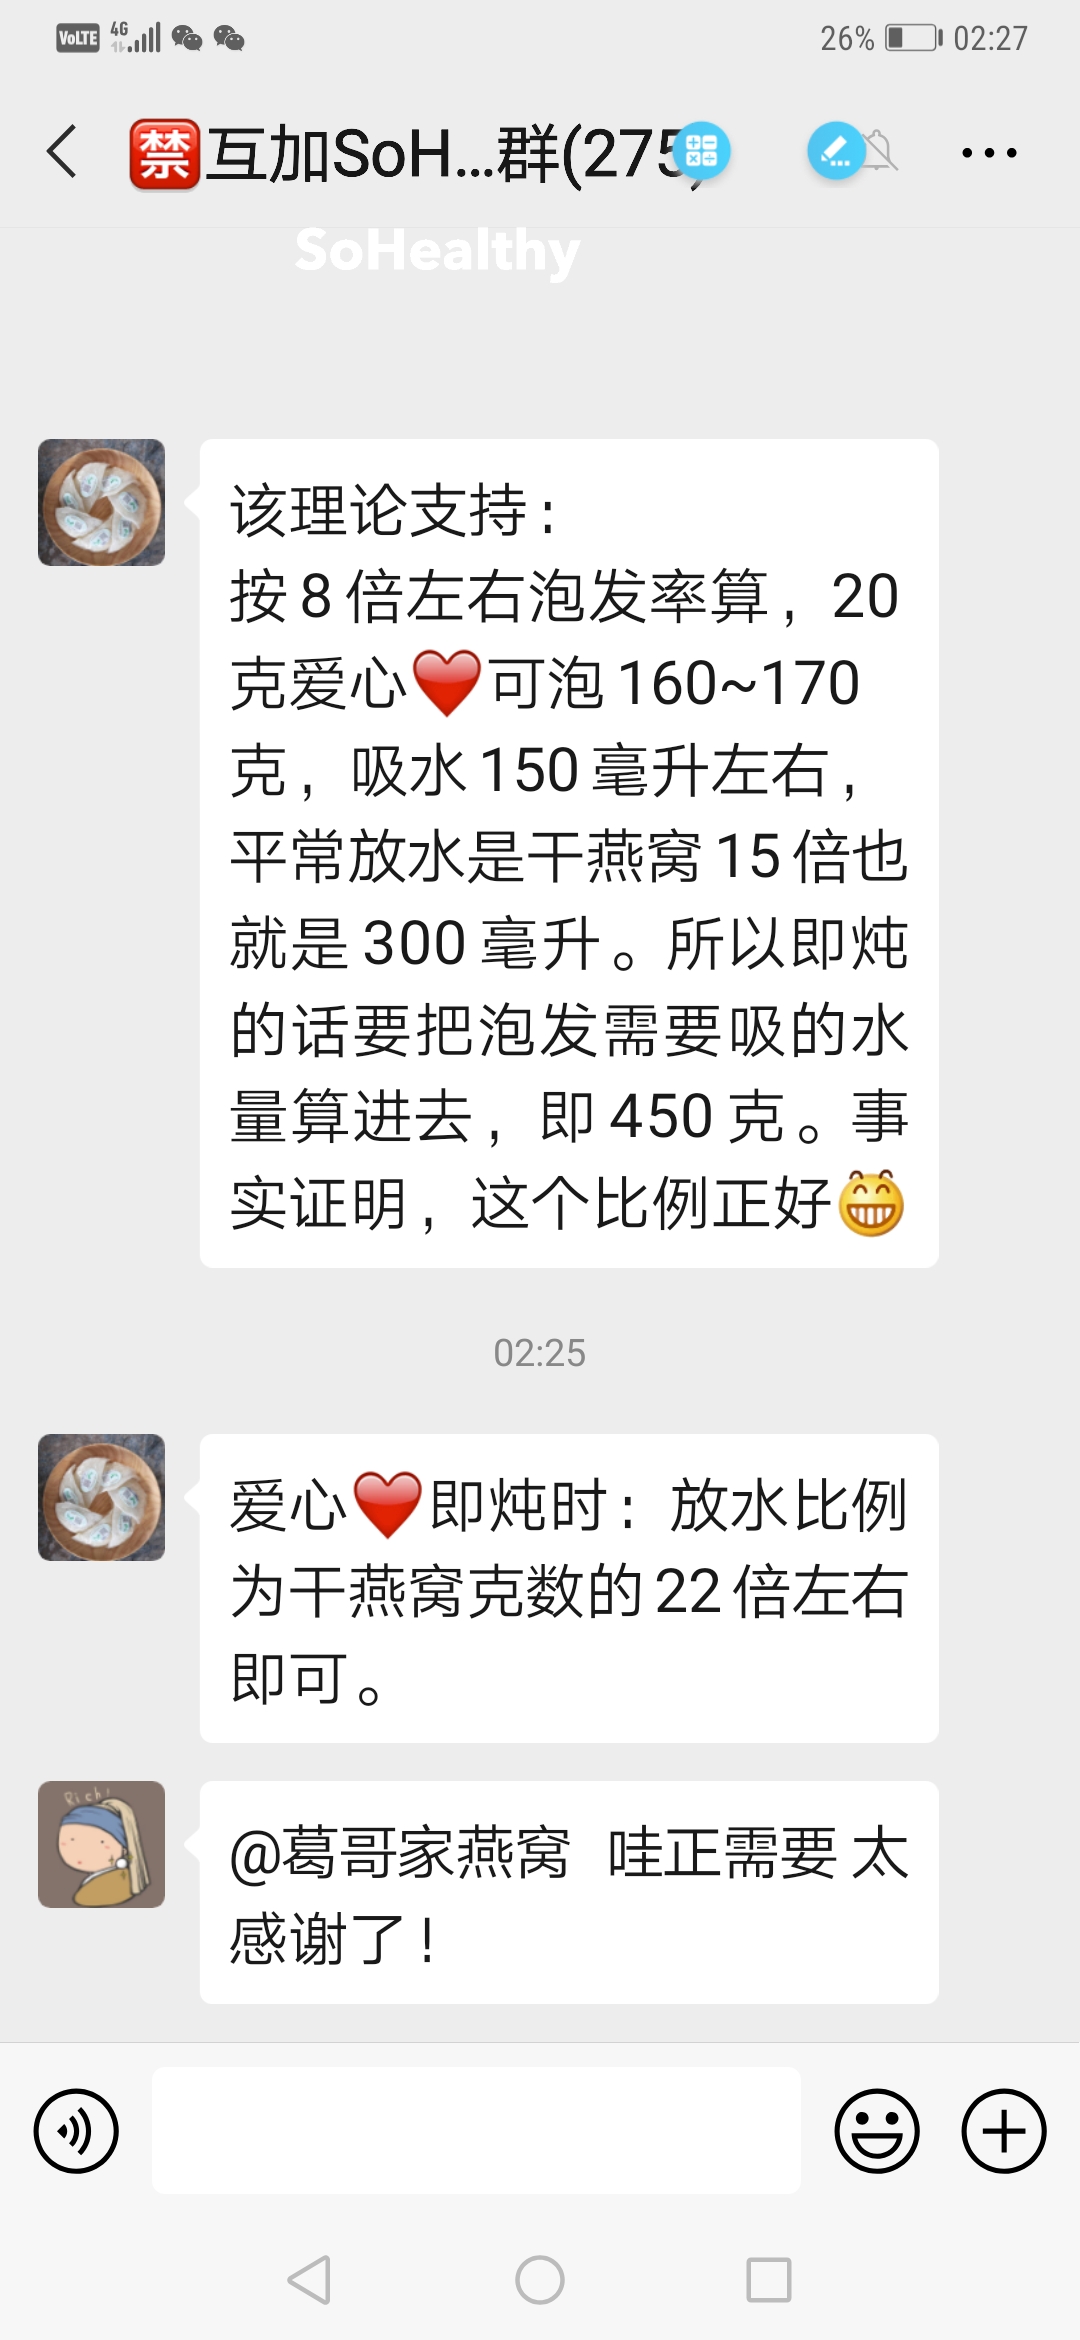 VoLTE 4G 26% 02:27
禁互加SoH...群(275)
SoHealthy
该理论支持：
按8倍左右泡发率算，20
克爱心❤️可泡160~170
克，吸水150毫升左右，
平常放水是干燕窝15倍也
就是300毫升。所以即炖
的话要把泡发需要吸的水
量算进去，即450克。事
实证明，这个比例正好😁
02:25
爱心❤️即炖时：放水比例
为干燕窝克数的22倍左右
即可。
Rich!
@葛哥家燕窝 哇正需要 太
感谢了！